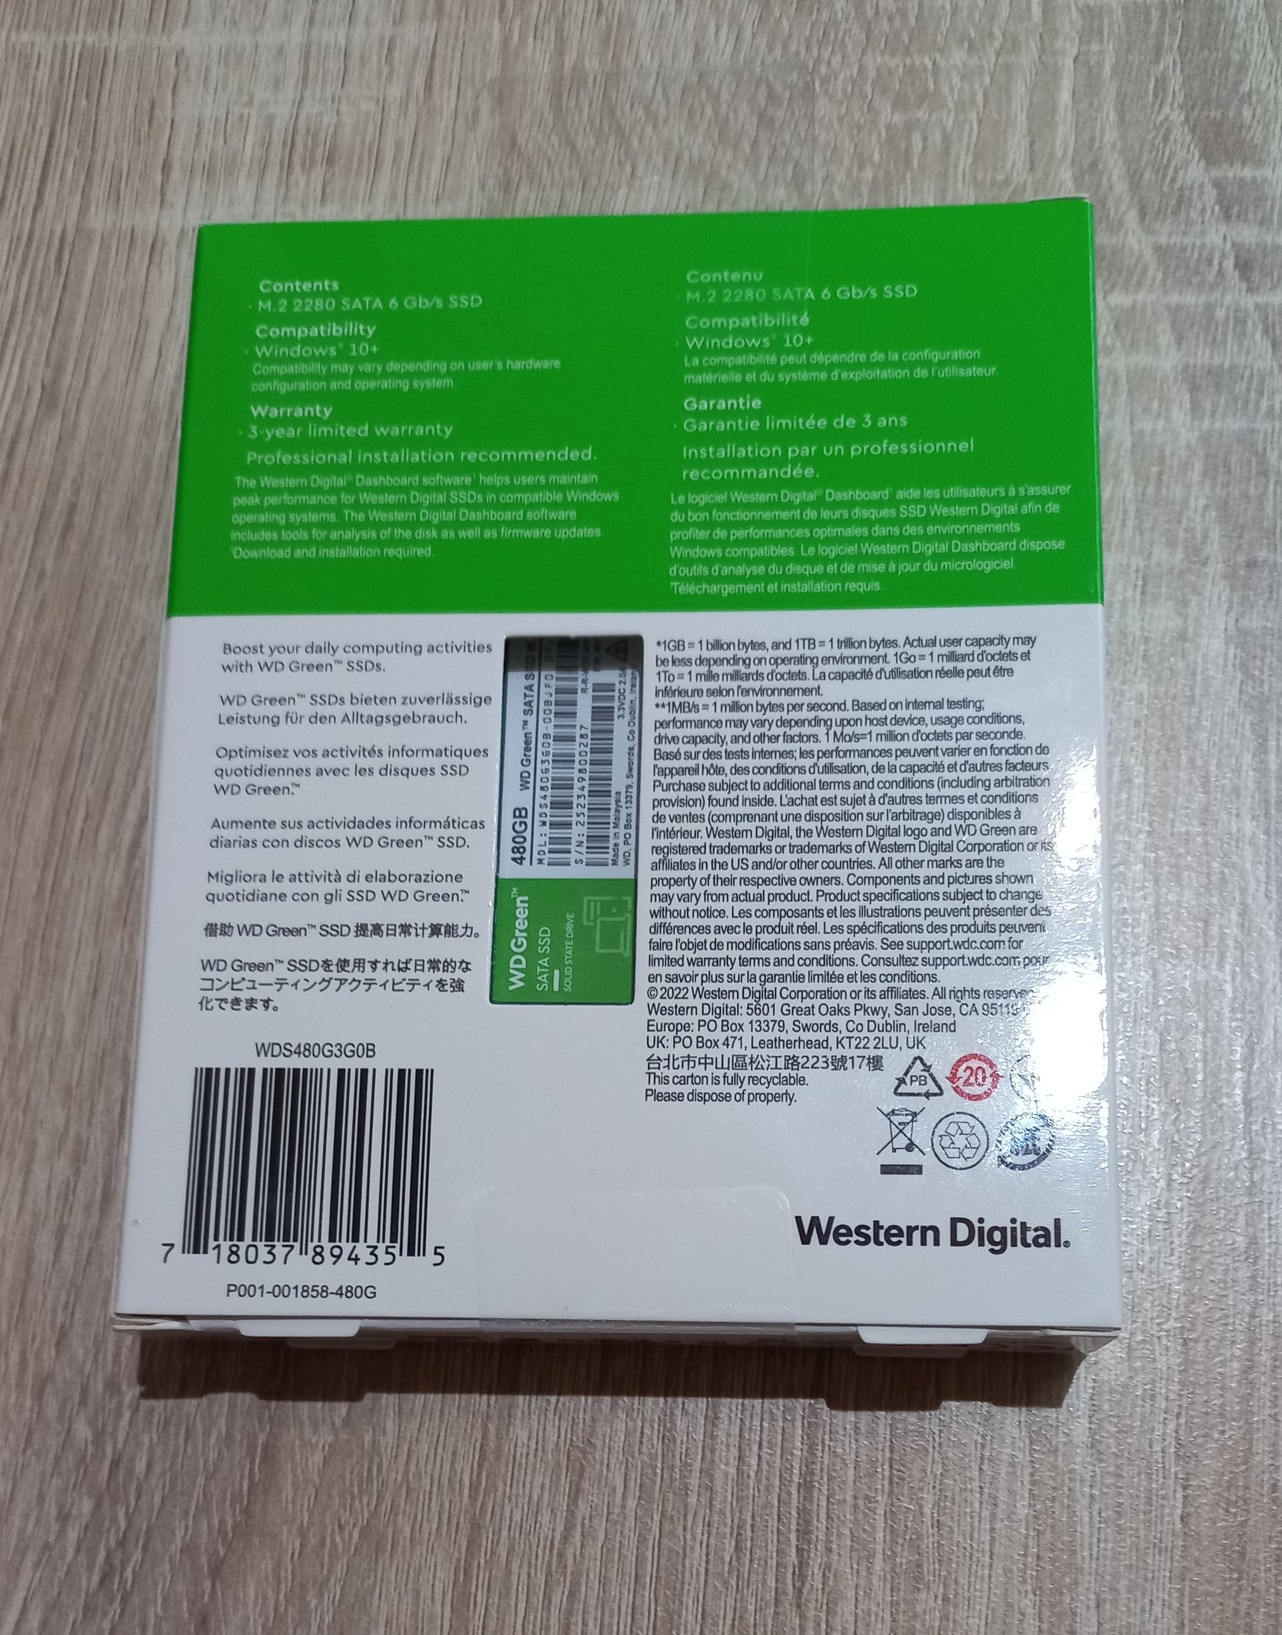 Contents
· M.2 2280 SATA 6 Gb/s SSD
Compatibility
· Windows® 10+
Compatibility may vary depending on user's hardware
configuration and operating system
Warranty
· 3-year limited warranty
Professional installation recommended.
The Western Digital® Dashboard software¹ helps users maintain
peak performance for Western Digital SSDs in compatible Windows
operating systems. The Western Digital Dashboard software
includes tools for analysis of the disk as well as firmware updates.
¹Download and installation required.
Contenu
· M.2 2280 SATA 6 Gb/s SSD
Compatibilité
· Windows® 10+
La compatibilité peut dépendre de la configuration
matérielle et du système d'exploitation de l'utilisateur.
Garantie
· Garantie limitée de 3 ans
Installation par un professionnel
recommandée.
Le logiciel Western Digital® Dashboard¹ aide les utilisateurs à s'assurer
du bon fonctionnement de leurs disques SSD Western Digital afin de
profiter de performances optimales dans des environnements
Windows compatibles. Le logiciel Western Digital Dashboard dispose
d'outils d'analyse du disque et de mise à jour du micrologiciel
¹Téléchargement et installation requis.
Boost your daily computing activities
with WD Green™ SSDs.
WD Green™ SSDs bieten zuverlässige
Leistung für den Alltagsgebrauch.
Optimisez vos activités informatiques
quotidiennes avec les disques SSD
WD Green.™
Aumente sus actividades informáticas
diarias con discos WD Green™ SSD.
Migliora le attività di elaborazione
quotidiane con gli SSD WD Green.™
借助 WD Green™ SSD 提高日常计算能力。
WD Green™ SSDを使用すれば日常的な
コンピューティングアクティビティを強
化できます。
WDS480G3G0B
7 18037 89435 5
P001-001858-480G
480GB WD Green™ SATA SSD
MDL: WDS480G3G0B-00BJF0
S/N: 252349800287
Made in Malaysia
3.3VDC 2.0A
WD, PO Box 13379, Swords, Co Dublin, Ireland
WD Green™
SATA SSD
SOLID STATE DRIVE
*1GB = 1 billion bytes, and 1TB = 1 trillion bytes. Actual user capacity may
be less depending on operating environment. 1Go = 1 milliard d'octets et
1To = 1 mille milliards d'octets. La capacité d'utilisation réelle peut être
inférieure selon l'environnement.
**1MB/s = 1 million bytes per second. Based on internal testing;
performance may vary depending upon host device, usage conditions,
drive capacity, and other factors. 1 Mo/s=1 million d'octets par seconde.
Basé sur des tests internes; les performances peuvent varier en fonction de
l'appareil hôte, des conditions d'utilisation, de la capacité et d'autres facteurs.
Purchase subject to additional terms and conditions (including arbitration
provision) found inside. L'achat est sujet à d'autres termes et conditions
de ventes (comprenant une disposition sur l'arbitrage) disponibles à
l'intérieur. Western Digital, the Western Digital logo and WD Green are
registered trademarks or trademarks of Western Digital Corporation or its
affiliates in the US and/or other countries. All other marks are the
property of their respective owners. Components and pictures shown
may vary from actual product. Product specifications subject to change
without notice. Les composants et les illustrations peuvent présenter des
différences avec le produit réel. Les spécifications des produits peuvent
faire l'objet de modifications sans préavis. See support.wdc.com for
limited warranty terms and conditions. Consultez support.wdc.com pour
en savoir plus sur la garantie limitée et les conditions.
© 2022 Western Digital Corporation or its affiliates. All rights reserved
Western Digital: 5601 Great Oaks Pkwy, San Jose, CA 95119
Europe: PO Box 13379, Swords, Co Dublin, Ireland
UK: PO Box 471, Leatherhead, KT22 2LU, UK
台北市中山區松江路223號17樓
This carton is fully recyclable.
Please dispose of properly.
PB
20
Western Digital.